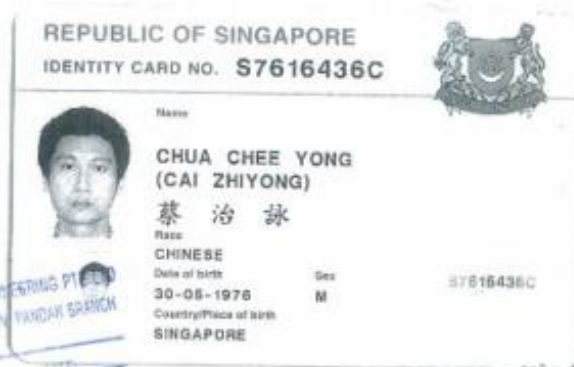 REPUBLIC OF SINGAPORE
IDENTITY CARD NO. S7616436C
Name
CHUA CHEE YONG
(CAI ZHIYONG)
蔡 治 詠
Race
CHINESE
Date of birth Sex
30-05-1976 M
S7616436C
Country/Place of birth
SINGAPORE
BRANCH